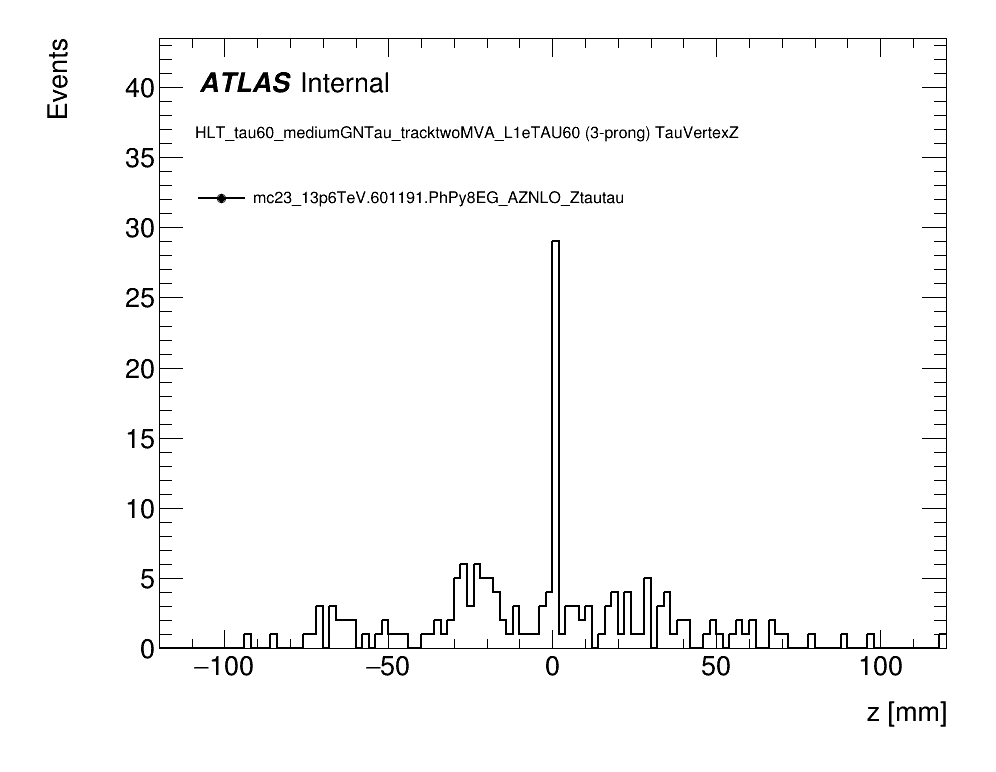 Events
ATLAS Internal
HLT_tau60_mediumGNTau_tracktwoMVA_L1eTAU60 (3-prong) TauVertexZ
mc23_13p6TeV.601191.PhPy8EG_AZNLO_Ztautau
40
35
30
25
20
15
10
5
0
−100 −50 0 50 100
z [mm]